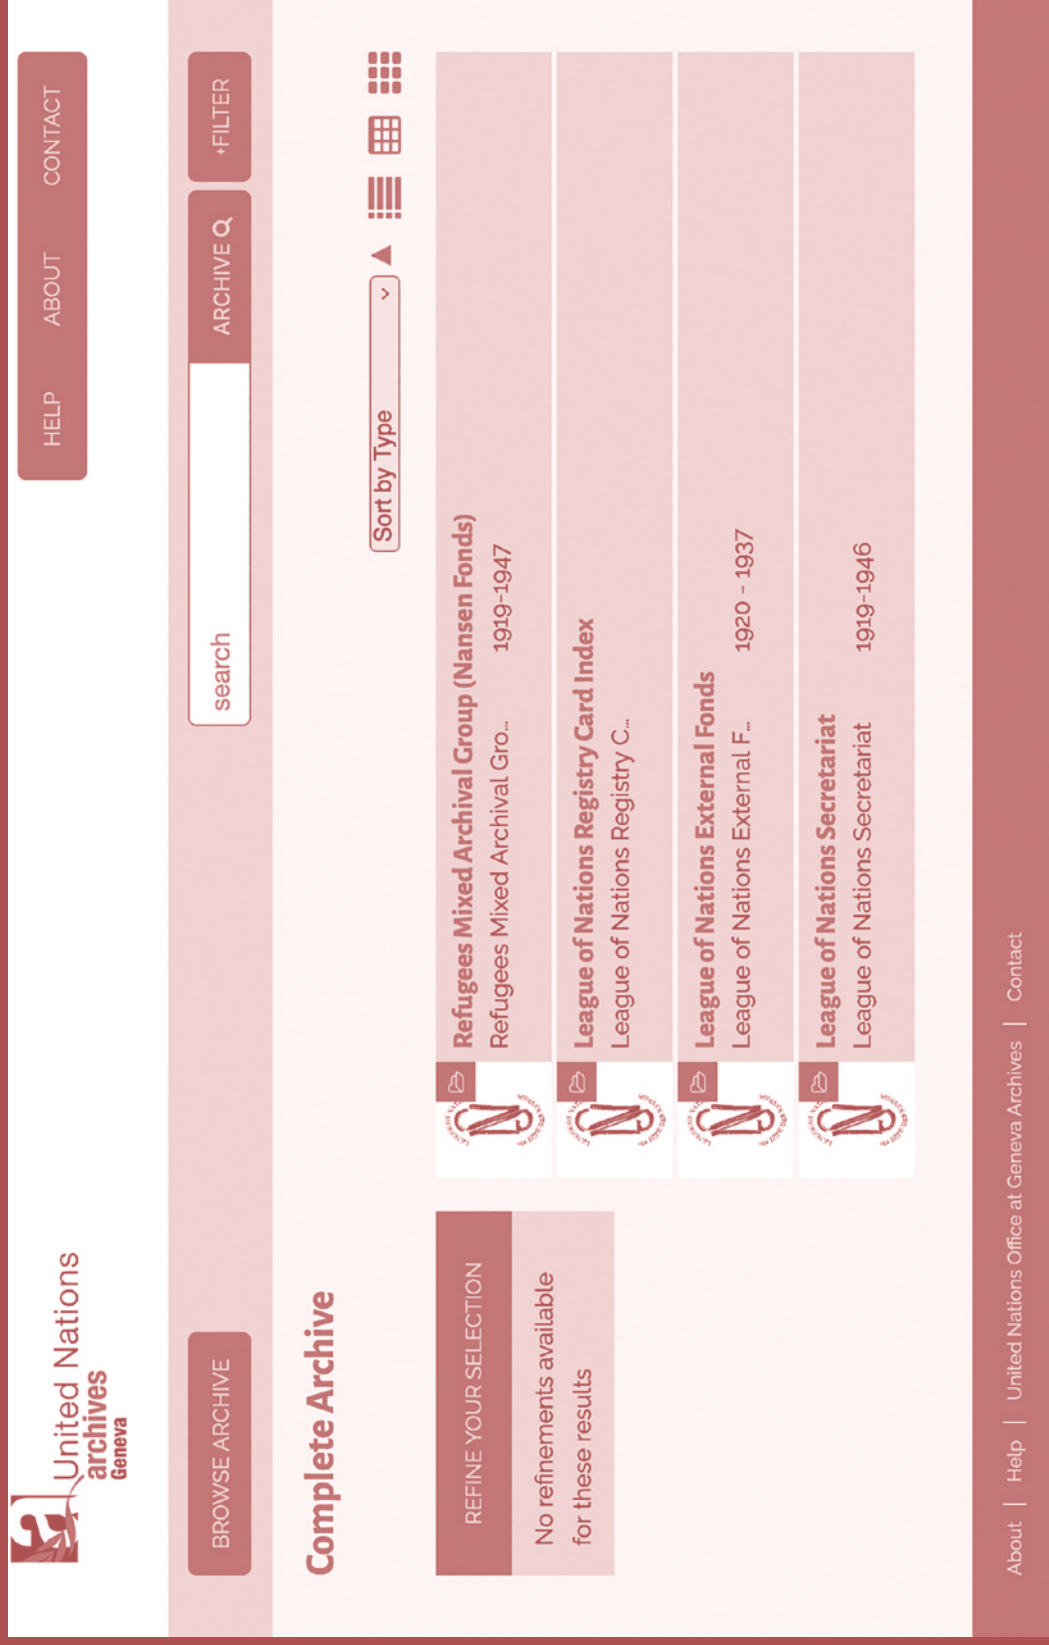 United Nations
archives
Geneva
HELP ABOUT CONTACT
BROWSE ARCHIVE
search
ARCHIVE
+FILTER
Complete Archive
Sort by Type
REFINE YOUR SELECTION
No refinements available
for these results
Refugees Mixed Archival Group (Nansen Fonds)
Refugees Mixed Archival Gro... 1919-1947
League of Nations Registry Card Index
League of Nations Registry C...
League of Nations External Fonds
League of Nations External F... 1920 - 1937
League of Nations Secretariat
League of Nations Secretariat 1919-1946
About | Help | United Nations Office at Geneva Archives | Contact